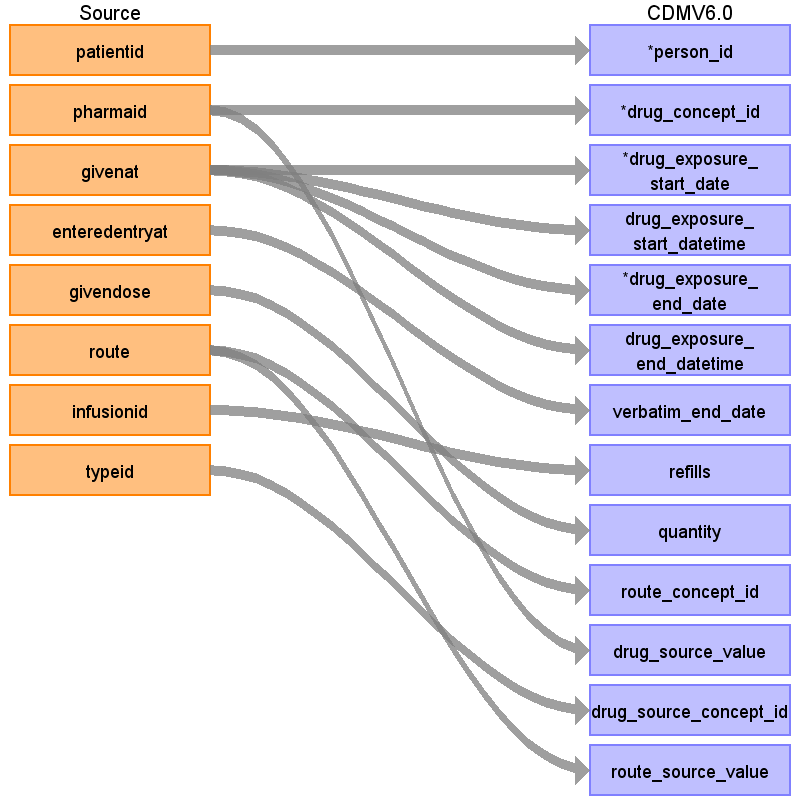 Source
CDMV6.0
patientid
*person_id
pharmaid
*drug_concept_id
givenat
*drug_exposure_
start_date
enteredentryat
drug_exposure_
start_datetime
givendose
*drug_exposure_
end_date
route
drug_exposure_
end_datetime
infusionid
verbatim_end_date
typeid
refills
quantity
route_concept_id
drug_source_value
drug_source_concept_id
route_source_value